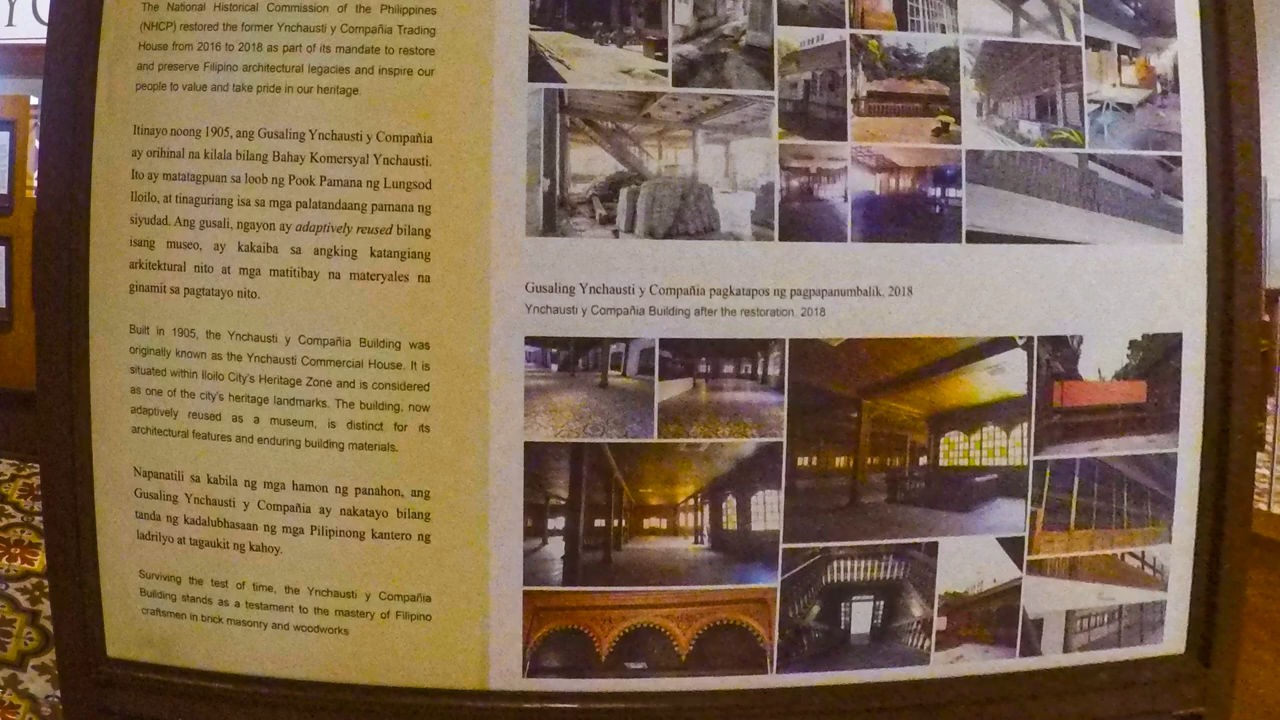 YC
The National Historical Commission of the Philippines
(NHCP) restored the former Ynchausti y Compañia Trading
House from 2016 to 2018 as part of its mandate to restore
and preserve Filipino architectural legacies and inspire our
people to value and take pride in our heritage.
Itinayo noong 1905, ang Gusaling Ynchausti y Compañia
ay orihinal na kilala bilang Bahay Komersyal Ynchausti.
Ito ay matatagpuan sa loob ng Pook Pamana ng Lungsod
Iloilo, at tinaguriang isa sa mga palatandaang pamana ng
siyudad. Ang gusali, ngayon ay adaptively reused bilang
isang museo, ay kakaiba sa angking katangiang
arkitektural nito at mga matitibay na materyales na
ginamit sa pagtatayo nito.
Built in 1905, the Ynchausti y Compañia Building was
originally known as the Ynchausti Commercial House. It is
situated within Iloilo City's Heritage Zone and is considered
as one of the city's heritage landmarks. The building, now
adaptively reused as a museum, is distinct for its
architectural features and enduring building materials.
Napanatili sa kabila ng mga hamon ng panahon, ang
Gusaling Ynchausti y Compañia ay nakatayo bilang
tanda ng kadalubhasaan ng mga Pilipinong kantero ng
ladrilyo at tagaukit ng kahoy.
Surviving the test of time, the Ynchausti y Compañia
Building stands as a testament to the mastery of Filipino
craftsmen in brick masonry and woodworks
Gusaling Ynchausti y Compañia pagkatapos ng pagpapanumbalik, 2018
Ynchausti y Compañia Building after the restoration, 2018